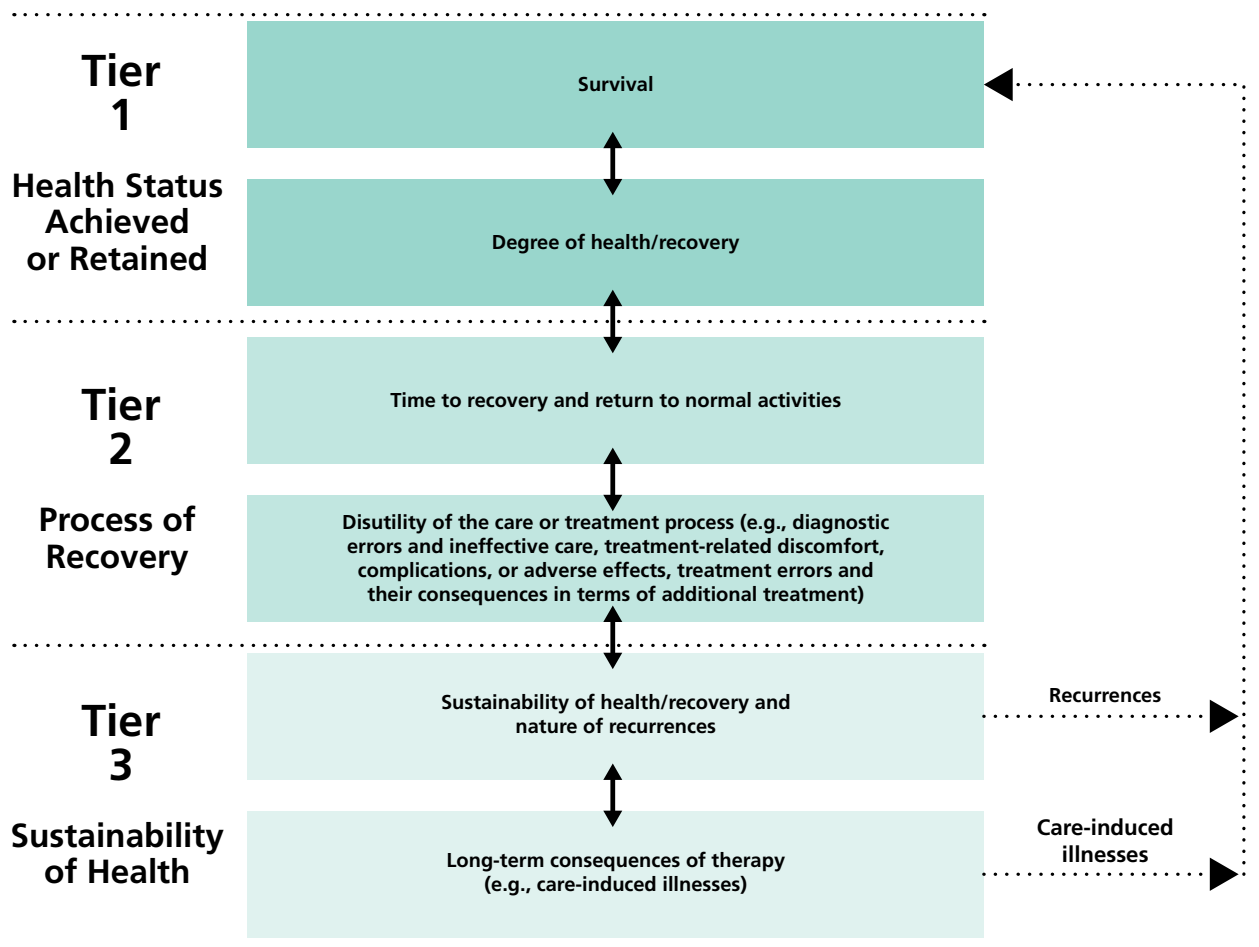 Tier
1
Health Status
Achieved
or Retained
Survival
Degree of health/recovery
Tier
2
Process of
Recovery
Time to recovery and return to normal activities
Disutility of the care or treatment process (e.g., diagnostic
errors and ineffective care, treatment-related discomfort,
complications, or adverse effects, treatment errors and
their consequences in terms of additional treatment)
Tier
3
Sustainability
of Health
Sustainability of health/recovery and
nature of recurrences
Recurrences
Long-term consequences of therapy
(e.g., care-induced illnesses)
Care-induced
illnesses